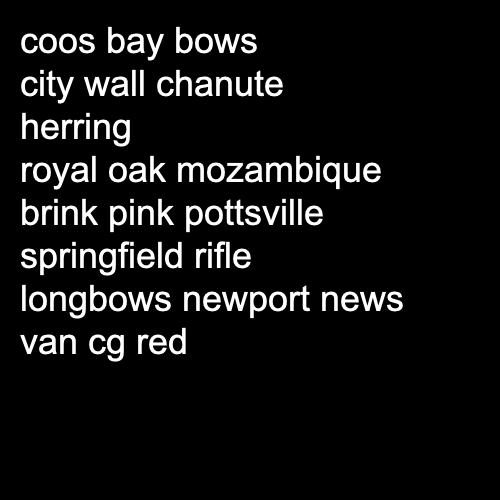 coos bay bows
city wall chanute
herring
royal oak mozambique
brink pink pottsville
springfield rifle
longbows newport news
van cg red